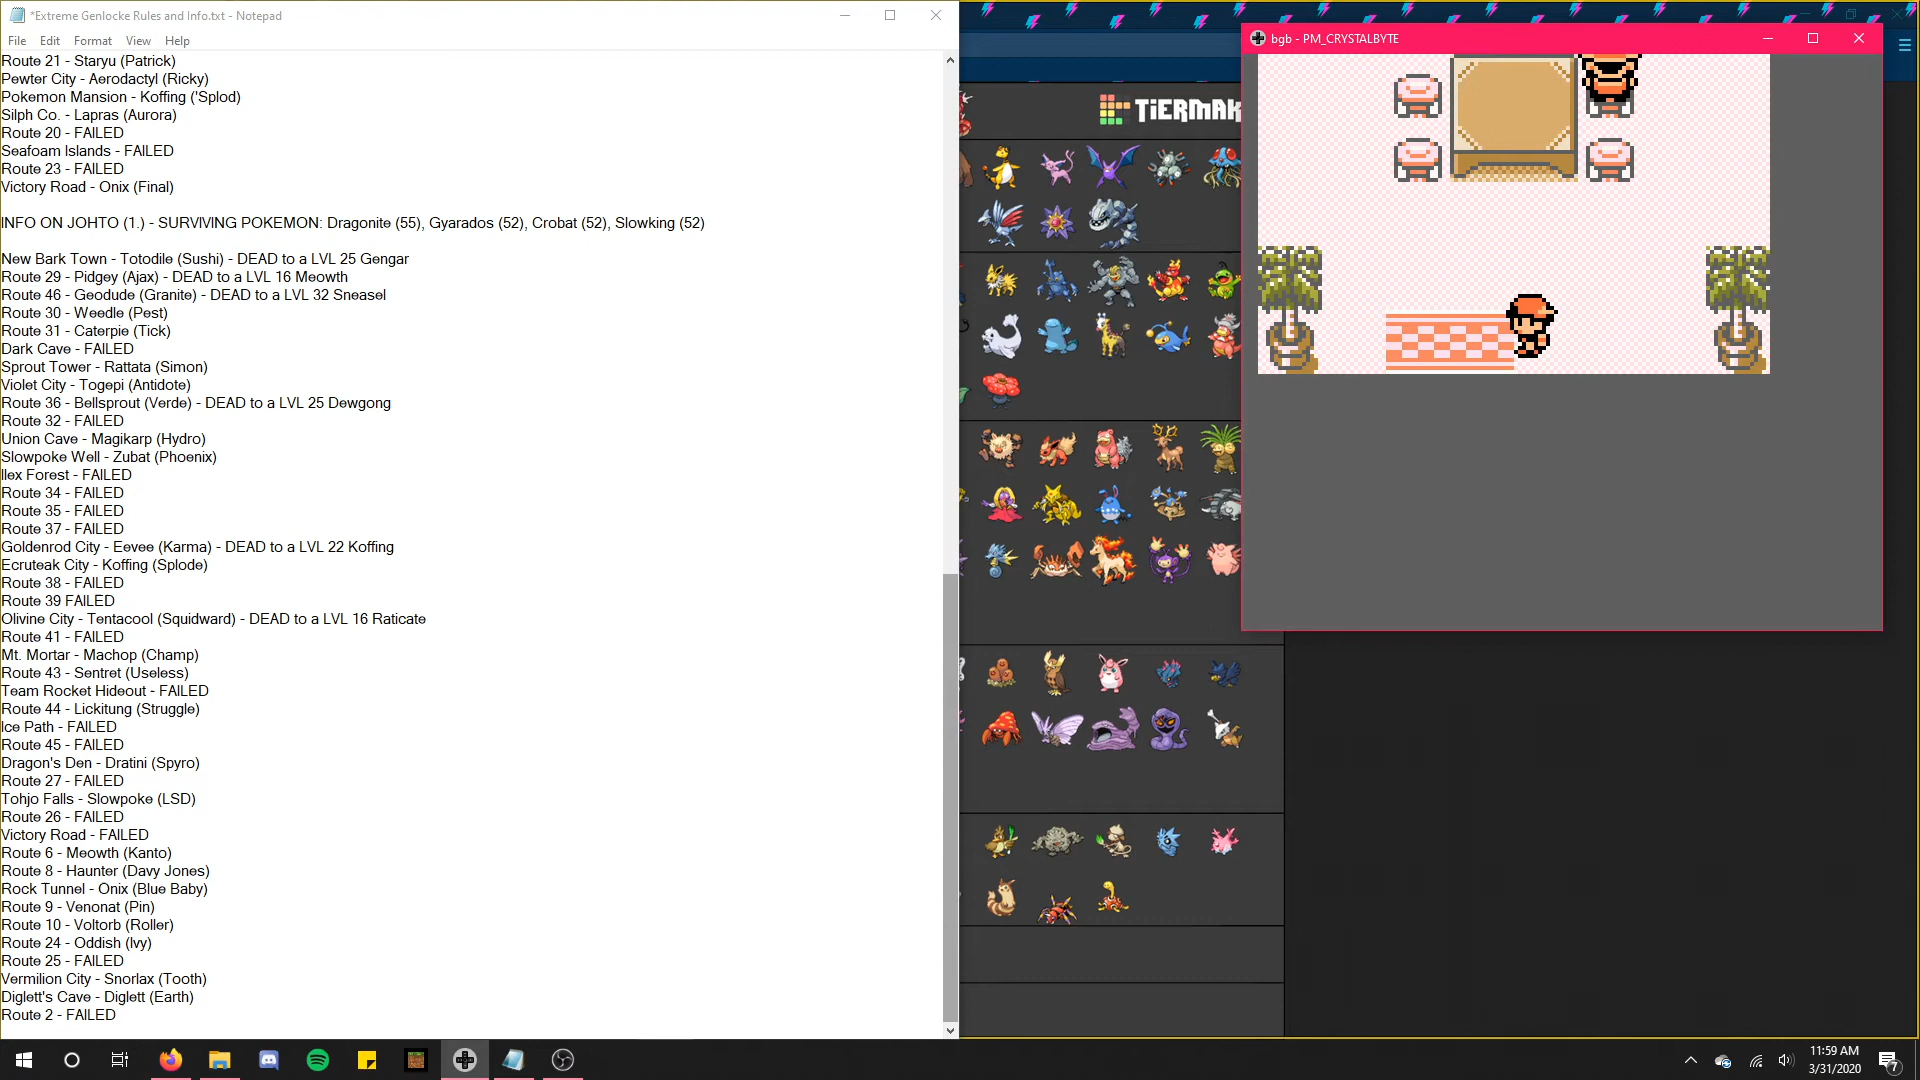 *Extreme Genlocke Rules and Info.txt - Notepad
File Edit Format View Help
Route 21 - Staryu (Patrick)
Pewter City - Aerodactyl (Ricky)
Pokemon Mansion - Koffing ('Splod)
Silph Co. - Lapras (Aurora)
Route 20 - FAILED
Seafoam Islands - FAILED
Route 23 - FAILED
Victory Road - Onix (Final)
INFO ON JOHTO (1.) - SURVIVING POKEMON: Dragonite (55), Gyarados (52), Crobat (52), Slowking (52)
New Bark Town - Totodile (Sushi) - DEAD to a LVL 25 Gengar
Route 29 - Pidgey (Ajax) - DEAD to a LVL 16 Meowth
Route 46 - Geodude (Granite) - DEAD to a LVL 32 Sneasel
Route 30 - Weedle (Pest)
Route 31 - Caterpie (Tick)
Dark Cave - FAILED
Sprout Tower - Rattata (Simon)
Violet City - Togepi (Antidote)
Route 36 - Bellsprout (Verde) - DEAD to a LVL 25 Dewgong
Route 32 - FAILED
Union Cave - Magikarp (Hydro)
Slowpoke Well - Zubat (Phoenix)
Ilex Forest - FAILED
Route 34 - FAILED
Route 35 - FAILED
Route 37 - FAILED
Goldenrod City - Eevee (Karma) - DEAD to a LVL 22 Koffing
Ecruteak City - Koffing (Splode)
Route 38 - FAILED
Route 39 FAILED
Olivine City - Tentacool (Squidward) - DEAD to a LVL 16 Raticate
Route 41 - FAILED
Mt. Mortar - Machop (Champ)
Route 43 - Sentret (Useless)
Team Rocket Hideout - FAILED
Route 44 - Lickitung (Struggle)
Ice Path - FAILED
Route 45 - FAILED
Dragon's Den - Dratini (Spyro)
Route 27 - FAILED
Tohjo Falls - Slowpoke (LSD)
Route 26 - FAILED
Victory Road - FAILED
Route 6 - Meowth (Kanto)
Route 8 - Haunter (Davy Jones)
Rock Tunnel - Onix (Blue Baby)
Route 9 - Venonat (Pin)
Route 10 - Voltorb (Roller)
Route 24 - Oddish (Ivy)
Route 25 - FAILED
Vermilion City - Snorlax (Tooth)
Diglett's Cave - Diglett (Earth)
Route 2 - FAILED
bgb - PM_CRYSTALBYTE
TiERMAK
11:59 AM
3/31/2020
7